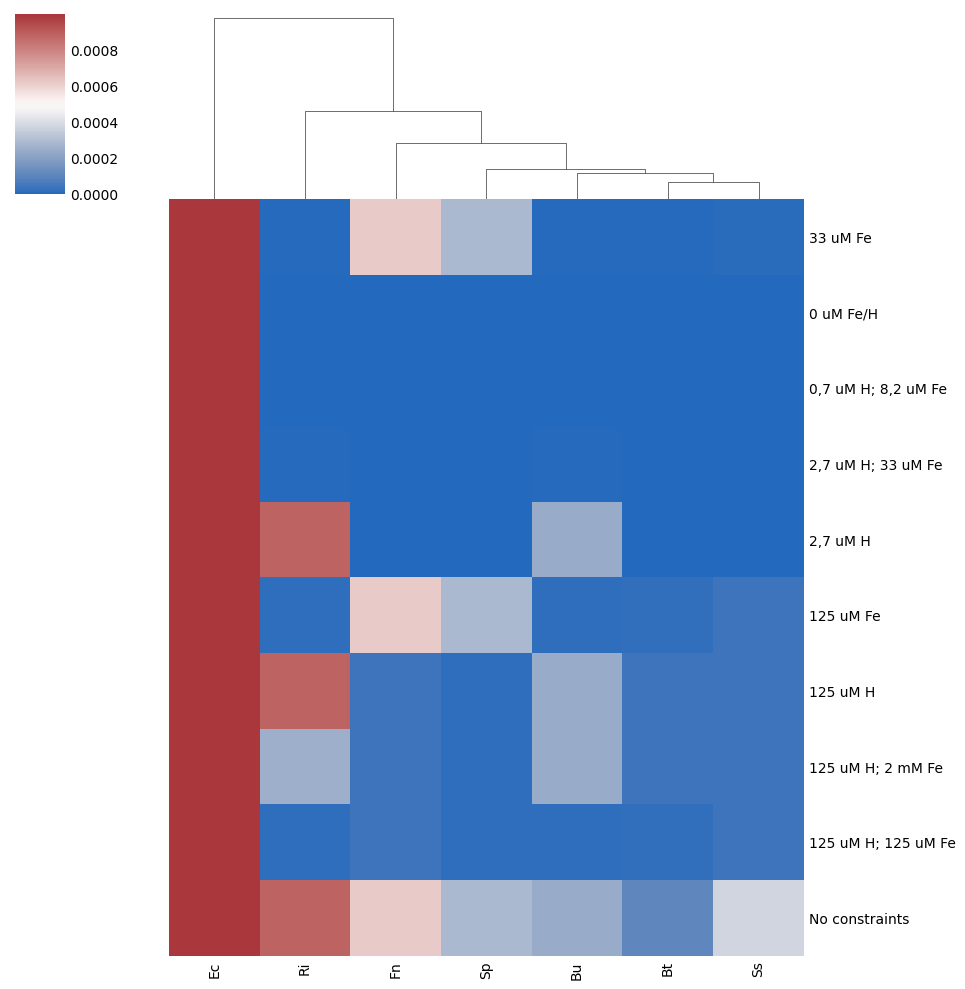 0.0008
0.0006
0.0004
0.0002
0.0000
33 uM Fe
0 uM Fe/H
0,7 uM H; 8,2 uM Fe
2,7 uM H; 33 uM Fe
2,7 uM H
125 uM Fe
125 uM H
125 uM H; 2 mM Fe
125 uM H; 125 uM Fe
No constraints
Ec
Ri
Fn
Sp
Bu
Bt
Ss